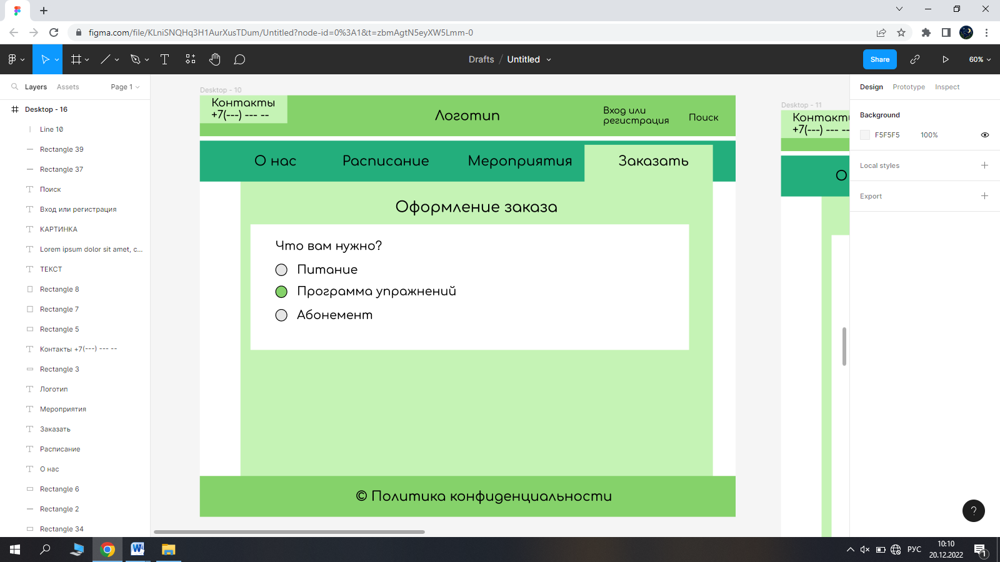 figma.com/file/KLniSNQHq3H1AurXusTDum/Untitled?node-id=0%3A1&t=zbmAgtN5eyXW5Lmm-0
Drafts / Untitled
Share
60%
Layers
Assets
Page 1
Desktop - 16
Line 10
Rectangle 39
Rectangle 37
Поиск
Вход или регистрация
КАРТИНКА
Lorem ipsum dolor sit amet, c...
ТЕКСТ
Rectangle 8
Rectangle 7
Rectangle 5
Контакты +7(---) --- --
Rectangle 3
Логотип
Мероприятия
Заказать
Расписание
О нас
Rectangle 6
Rectangle 2
Rectangle 34
Desktop - 10
Контакты
+7(---) --- --
Логотип
Вход или
регистрация
Поиск
О нас
Расписание
Мероприятия
Заказать
Оформление заказа
Что вам нужно?
Питание
Программа упражнений
Абонемент
© Политика конфиденциальности
Desktop - 11
Контакты
+7(---) --- --
О
Design
Prototype
Inspect
Background
F5F5F5
100%
Local styles
Export
?
РУС
10:10
20.12.2022
1